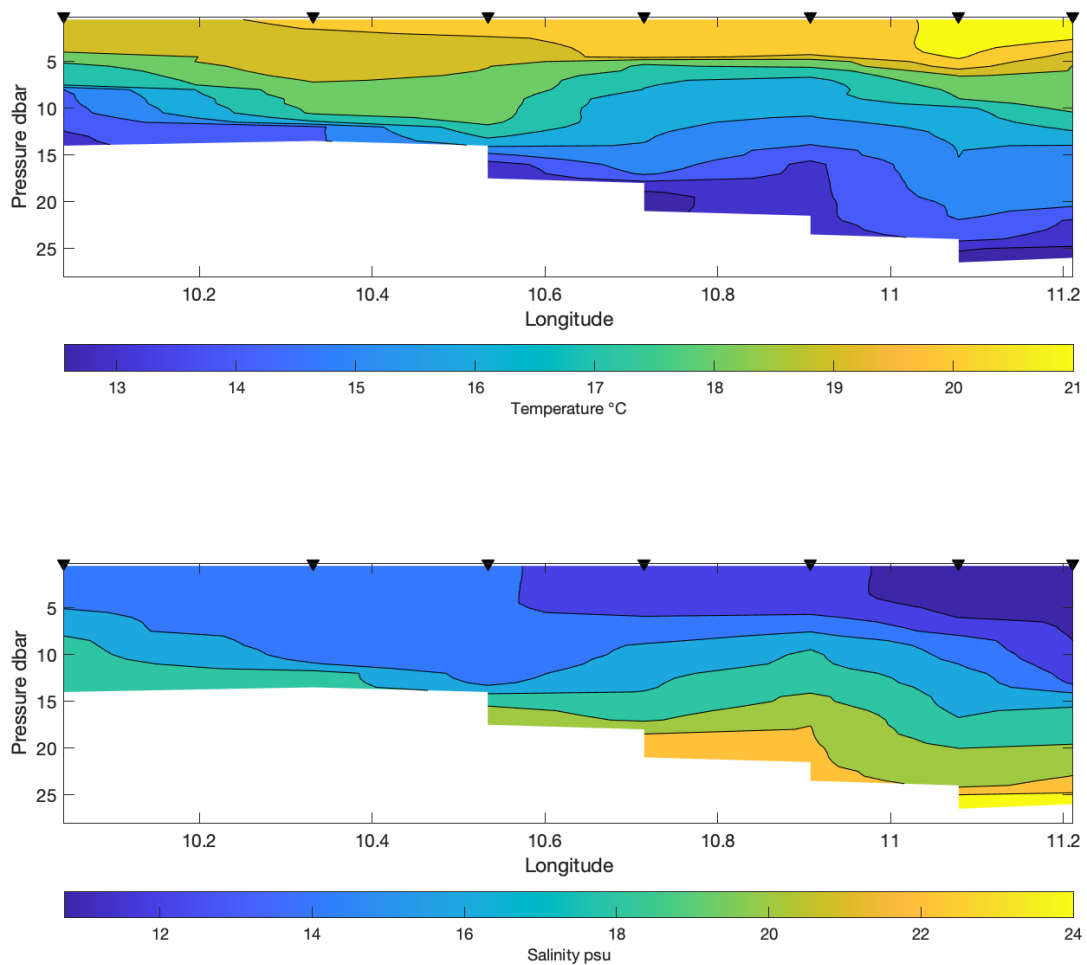 5
10
15
20
25
Pressure dbar
10.2 10.4 10.6 10.8 11 11.2
Longitude
13 14 15 16 17 18 19 20 21
Temperature °C
5
10
15
20
25
Pressure dbar
10.2 10.4 10.6 10.8 11 11.2
Longitude
12 14 16 18 20 22 24
Salinity psu